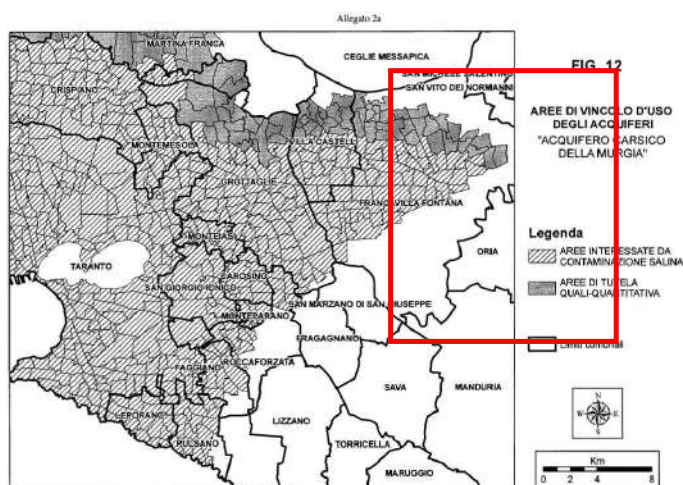 Allegato 2a
MARTINA FRANCA
CEGLIE MESSAPICA
SAN MICHELE SALENTINO
SAN VITO DEI NORMANNI
CRISPIANO
MONTEMESOLA
VILLA CASTELLI
GROTTAGLIE
FRANCAVILLA FONTANA
MONTEIASI
ORIA
TARANTO
CAROSINO
SAN GIORGIO IONICO
SAN MARZANO DI SAN GIUSEPPE
MONTEPARANO
FRAGAGNANO
ROCCAFORZATA
FAGGIANO
SAVA
MANDURIA
LEPORANO
LIZZANO
PULSANO
TORRICELLA
MARUGGIO
FIG. 12
AREE DI VINCOLO D'USO
DEGLI ACQUIFERI
"ACQUIFERO CARSICO
DELLA MURGIA"
Legenda
AREE INTERESSATE DA
CONTAMINAZIONE SALINA
AREE DI TUTELA
QUALI-QUANTITATIVA
Limiti comunali
N
W E
S
Km
0 2 4 8